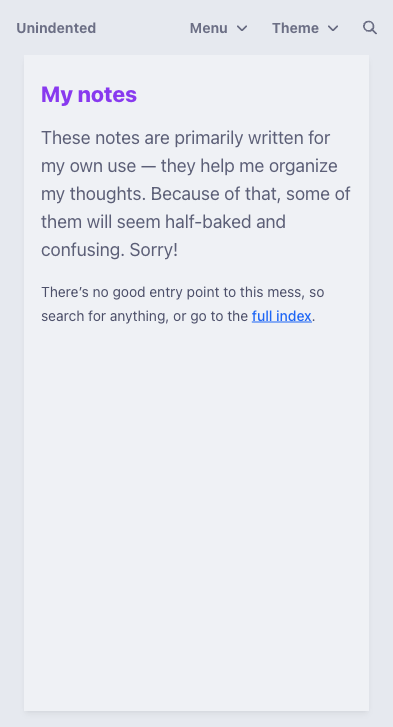 Unindented Menu Theme
My notes
These notes are primarily written for
my own use — they help me organize
my thoughts. Because of that, some of
them will seem half-baked and
confusing. Sorry!
There’s no good entry point to this mess, so
search for anything, or go to the full index.